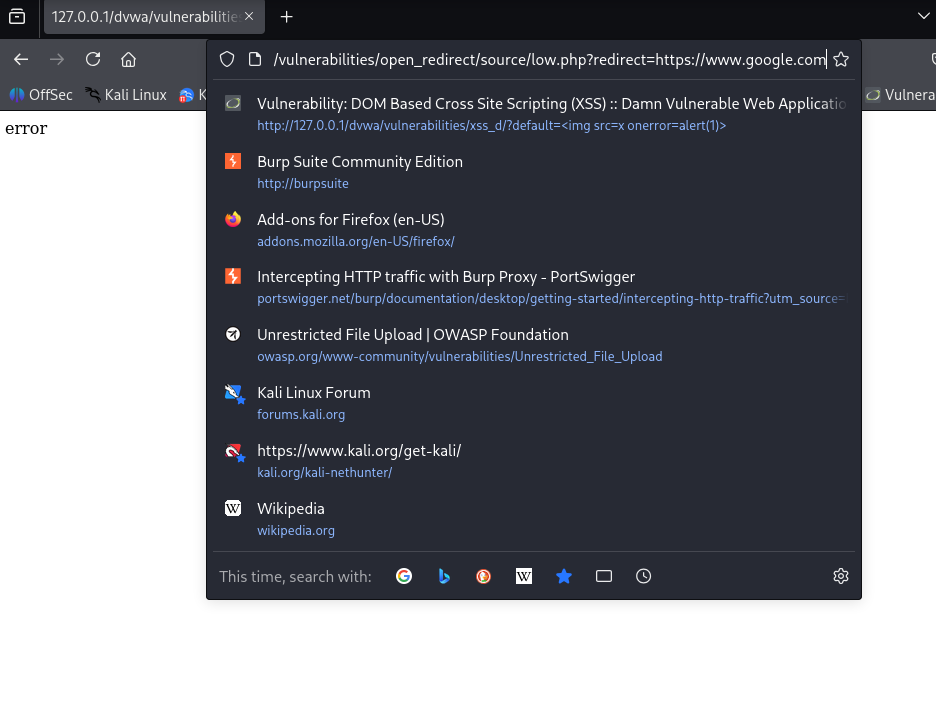 127.0.0.1/dvwa/vulnerabilitie
/vulnerabilities/open_redirect/source/low.php?redirect=https://www.google.com
OffSec
Kali Linux
K
Vulnera
error
Vulnerability: DOM Based Cross Site Scripting (XSS) :: Damn Vulnerable Web Applicatio
http://127.0.0.1/dvwa/vulnerabilities/xss_d/?default=<img src=x onerror=alert(1)>
Burp Suite Community Edition
http://burpsuite
Add-ons for Firefox (en-US)
addons.mozilla.org/en-US/firefox/
Intercepting HTTP traffic with Burp Proxy - PortSwigger
portswigger.net/burp/documentation/desktop/getting-started/intercepting-http-traffic?utm_source=
Unrestricted File Upload | OWASP Foundation
owasp.org/www-community/vulnerabilities/Unrestricted_File_Upload
Kali Linux Forum
forums.kali.org
https://www.kali.org/get-kali/
kali.org/kali-nethunter/
W
Wikipedia
wikipedia.org
This time, search with:
W